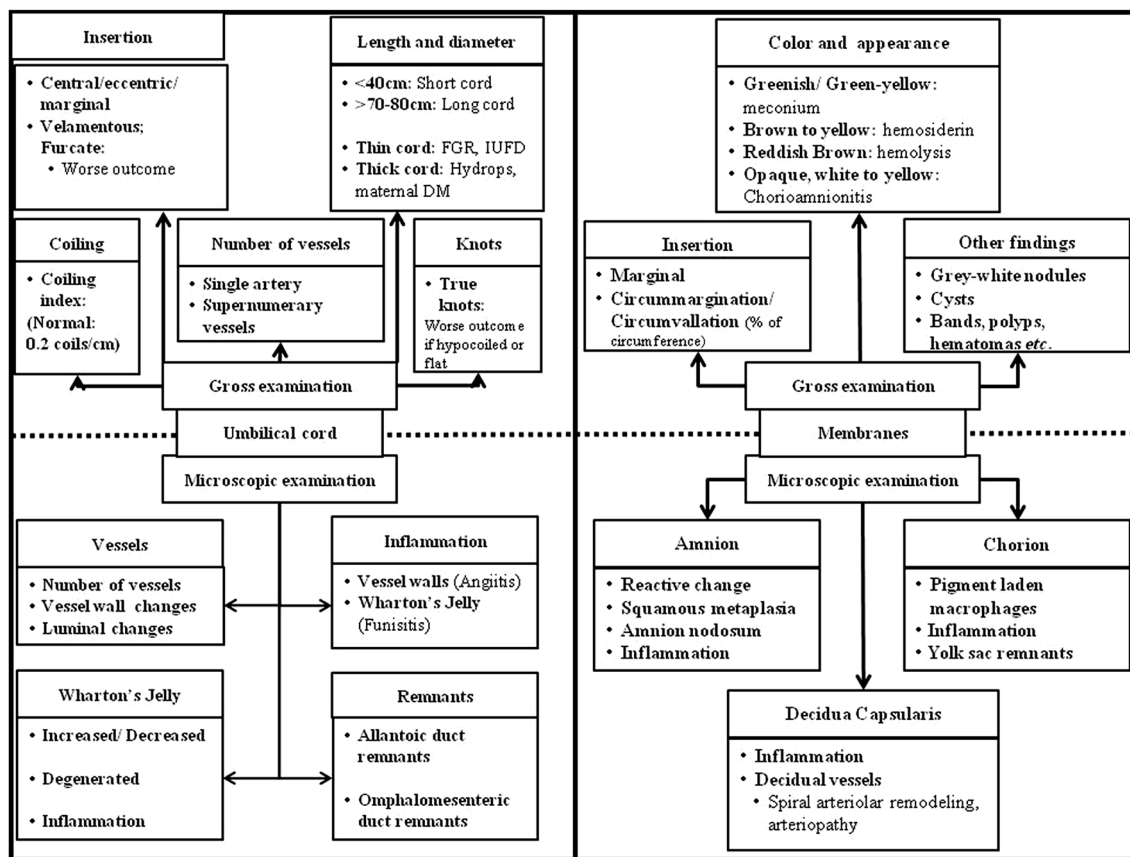 Insertion
• Central/eccentric/
marginal
• Velamentous;
Furcate:
• Worse outcome
Length and diameter
• <40cm: Short cord
• >70-80cm: Long cord
• Thin cord: FGR, IUFD
• Thick cord: Hydrops,
maternal DM
Coiling
• Coiling
index:
(Normal:
0.2 coils/cm)
Number of vessels
• Single artery
• Supernumerary
vessels
Knots
• True
knots:
Worse outcome
if hypocoiled or
flat
Gross examination
Umbilical cord
Microscopic examination
Vessels
• Number of vessels
• Vessel wall changes
• Luminal changes
Inflammation
• Vessel walls (Angiitis)
• Wharton's Jelly
(Funisitis)
Wharton's Jelly
• Increased/ Decreased
• Degenerated
• Inflammation
Remnants
• Allantoic duct
remnants
• Omphalomesenteric
duct remnants
Color and appearance
• Greenish/ Green-yellow:
meconium
• Brown to yellow: hemosiderin
• Reddish Brown: hemolysis
• Opaque, white to yellow:
Chorioamnionitis
Insertion
• Marginal
• Circummargination/
Circumvallation (% of
circumference)
Other findings
• Grey-white nodules
• Cysts
• Bands, polyps,
hematomas etc.
Gross examination
Membranes
Microscopic examination
Amnion
• Reactive change
• Squamous metaplasia
• Amnion nodosum
• Inflammation
Chorion
• Pigment laden
macrophages
• Inflammation
• Yolk sac remnants
Decidua Capsularis
• Inflammation
• Decidual vessels
• Spiral arteriolar remodeling,
arteriopathy